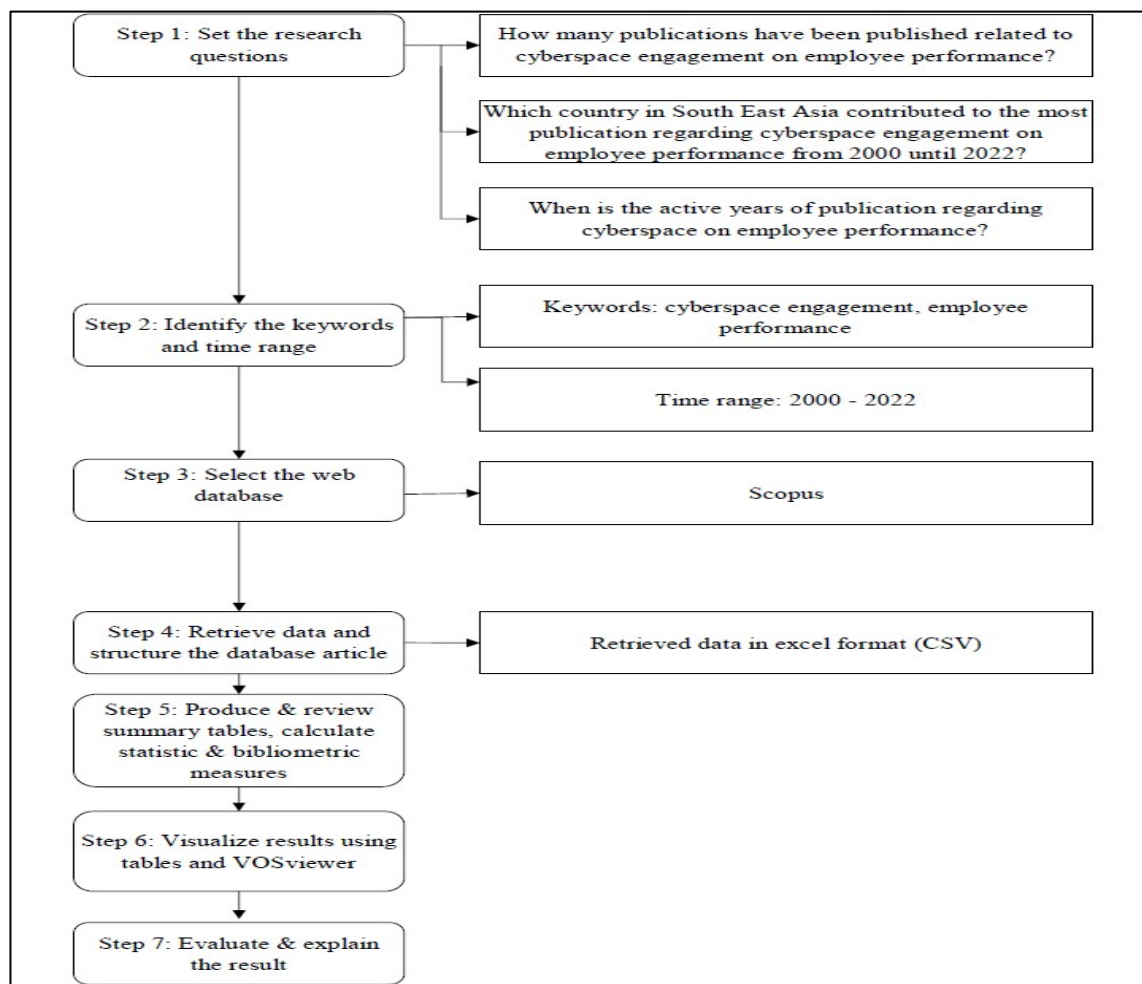 Step 1: Set the research
questions
How many publications have been published related to
cyberspace engagement on employee performance?
Which country in South East Asia contributed to the most
publication regarding cyberspace engagement on
employee performance from 2000 until 2022?
When is the active years of publication regarding
cyberspace on employee performance?
Step 2: Identify the keywords
and time range
Keywords: cyberspace engagement, employee
performance
Time range: 2000 - 2022
Step 3: Select the web
database
Scopus
Step 4: Retrieve data and
structure the database article
Retrieved data in excel format (CSV)
Step 5: Produce & review
summary tables, calculate
statistic & bibliometric
measures
Step 6: Visualize results using
tables and VOSviewer
Step 7: Evaluate & explain
the result